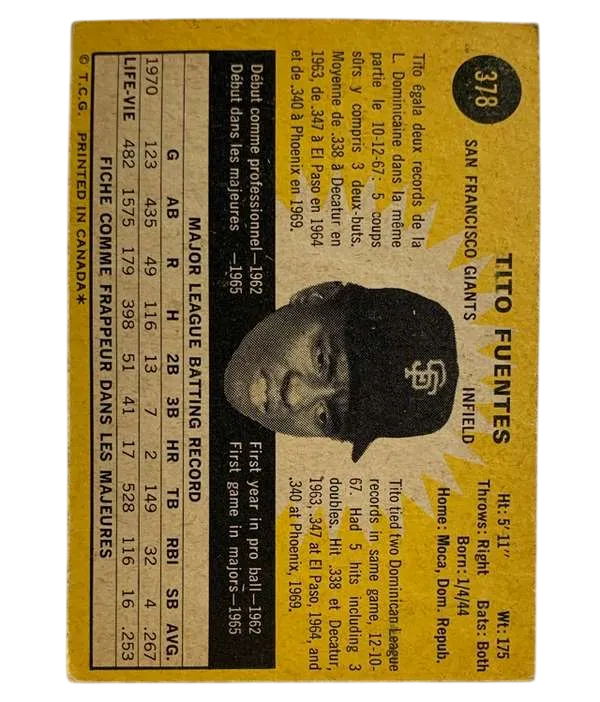 378
TITO FUENTES
SAN FRANCISCO GIANTS INFIELD
Ht: 5' 11" Wt: 175
Throws: Right Bats: Both
Born: 1/4/44
Home: Moca, Dom. Repub.
Tito égala deux records de la
L. Dominicaine dans la même
partie le 10-12-67: 5 coups
sûrs y compris 3 deux-buts.
Moyenne de .338 à Decatur en
1963, de .347 à El Paso en 1964
et de .340 à Phoenix en 1969.
Tito tied two Dominican League
records in same game, 12-10-
67. Had 5 hits including 3
doubles. Hit .338 et Decatur,
1963, .347 at El Paso, 1964, and
.340 at Phoenix, 1969.
Début comme professionnel—1962
Début dans les majeures —1965
First year in pro ball—1962
First game in majors—1965
MAJOR LEAGUE BATTING RECORD
G AB R H 2B 3B HR TB RBI SB AVG.
1970 123 435 49 116 13 7 2 149 32 4 .267
LIFE-VIE 482 1575 179 398 51 41 17 528 116 16 .253
FICHE COMME FRAPPEUR DANS LES MAJEURES
© T.C.G. PRINTED IN CANADA*
SF